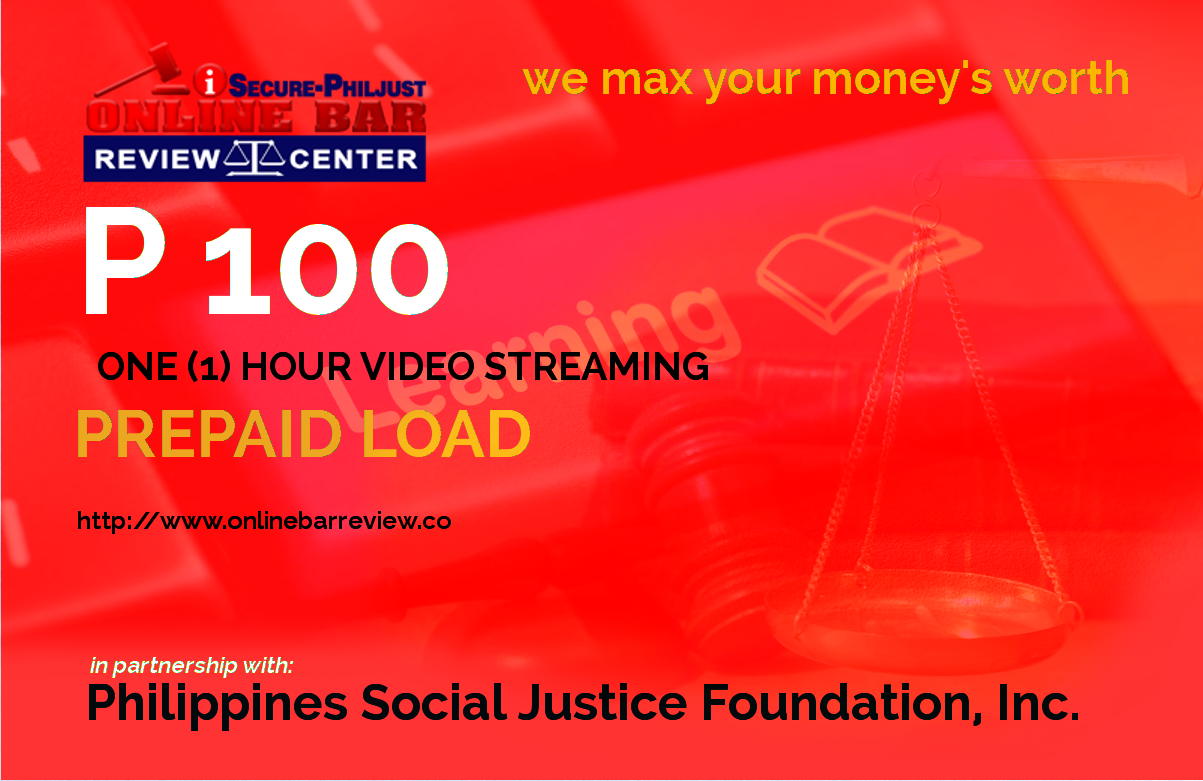 i SECURE-PHILJUST
ONLINE BAR
REVIEW CENTER
we max your money's worth
P 100
Learning
ONE (1) HOUR VIDEO STREAMING
PREPAID LOAD
http://www.onlinebarreview.co
in partnership with:
Philippines Social Justice Foundation, Inc.